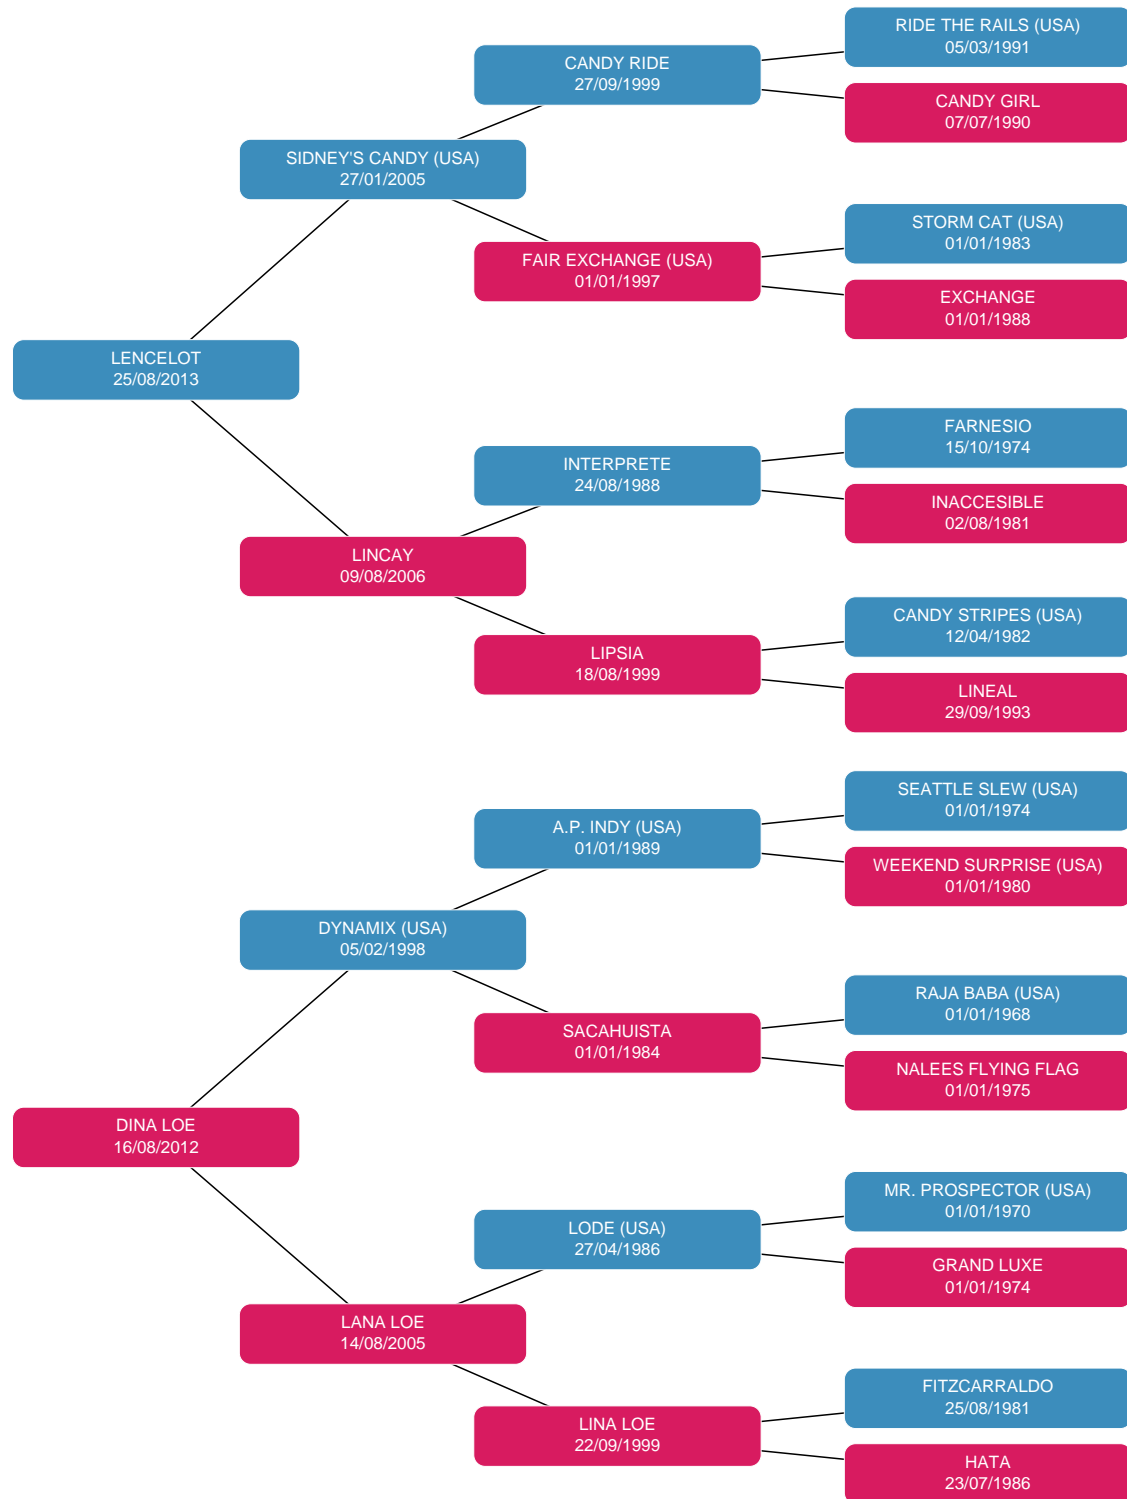 RIDE THE RAILS (USA)
05/03/1991
CANDY RIDE
27/09/1999
CANDY GIRL
07/07/1990
SIDNEY'S CANDY (USA)
27/01/2005
STORM CAT (USA)
01/01/1983
FAIR EXCHANGE (USA)
01/01/1997
EXCHANGE
01/01/1988
LENCELOT
25/08/2013
FARNESIO
15/10/1974
INTERPRETE
24/08/1988
INACCESIBLE
02/08/1981
LINCAY
09/08/2006
CANDY STRIPES (USA)
12/04/1982
LIPSIA
18/08/1999
LINEAL
29/09/1993
SEATTLE SLEW (USA)
01/01/1974
A.P. INDY (USA)
01/01/1989
WEEKEND SURPRISE (USA)
01/01/1980
DYNAMIX (USA)
05/02/1998
RAJA BABA (USA)
01/01/1968
SACAHUISTA
01/01/1984
NALEES FLYING FLAG
01/01/1975
DINA LOE
16/08/2012
MR. PROSPECTOR (USA)
01/01/1970
LODE (USA)
27/04/1986
GRAND LUXE
01/01/1974
LANA LOE
14/08/2005
FITZCARRALDO
25/08/1981
LINA LOE
22/09/1999
HATA
23/07/1986